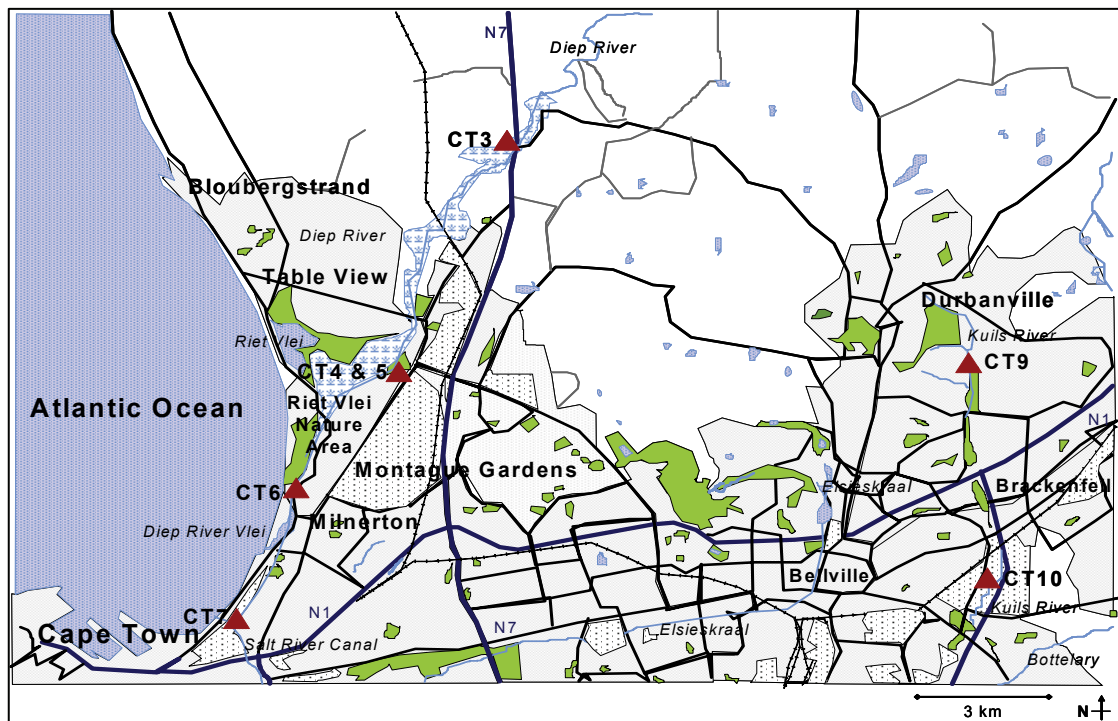 N7
Diep River
CT3
Bloubergstrand
Diep River
Table View
Durbanville
Kuils River
Riet Vlei
CT9
CT4 & 5
Atlantic Ocean
Riet Vlei
Nature
Area
N1
Montague Gardens
Elsieskraal
Brackenfell
CT6
Milnerton
Diep River Vlei
Bellville
CT10
N1
Kuils River
CT7
Cape Town
N7
Elsieskraal
Salt River Canal
Bottelary
3 km
N